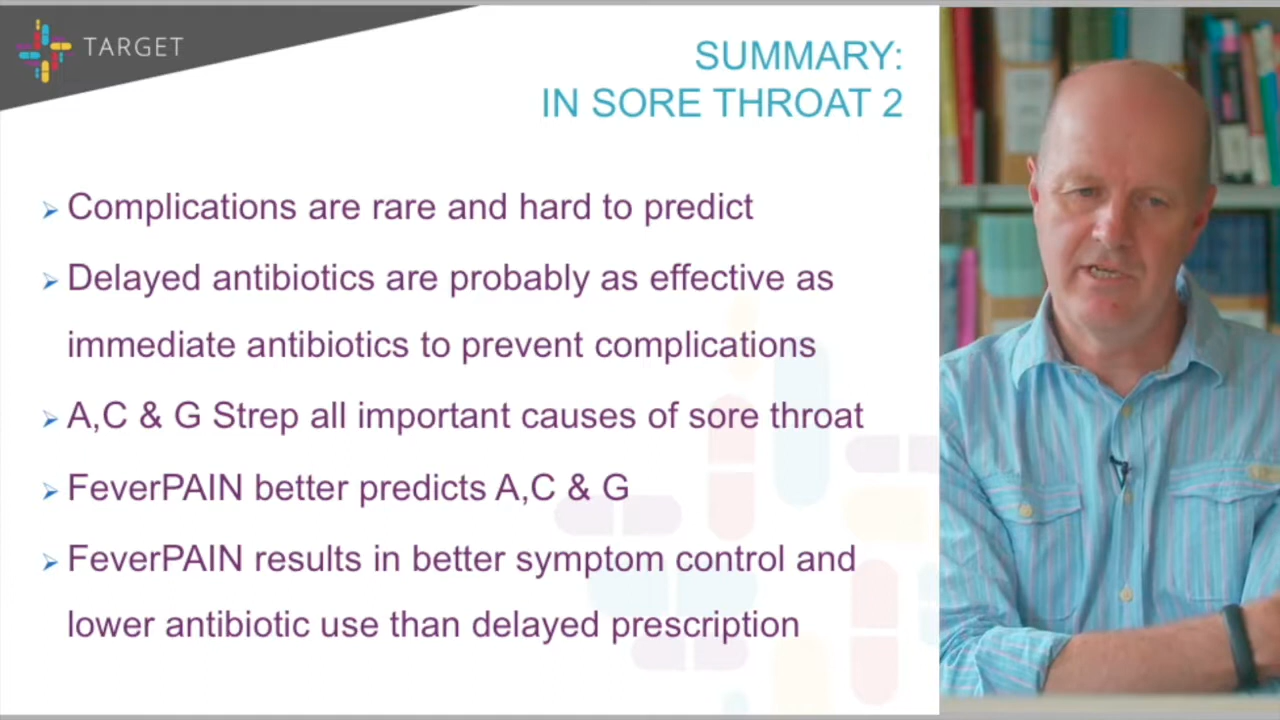 TARGET
SUMMARY:
IN SORE THROAT 2
Complications are rare and hard to predict
Delayed antibiotics are probably as effective as
immediate antibiotics to prevent complications
A,C & G Strep all important causes of sore throat
FeverPAIN better predicts A,C & G
FeverPAIN results in better symptom control and
lower antibiotic use than delayed prescription